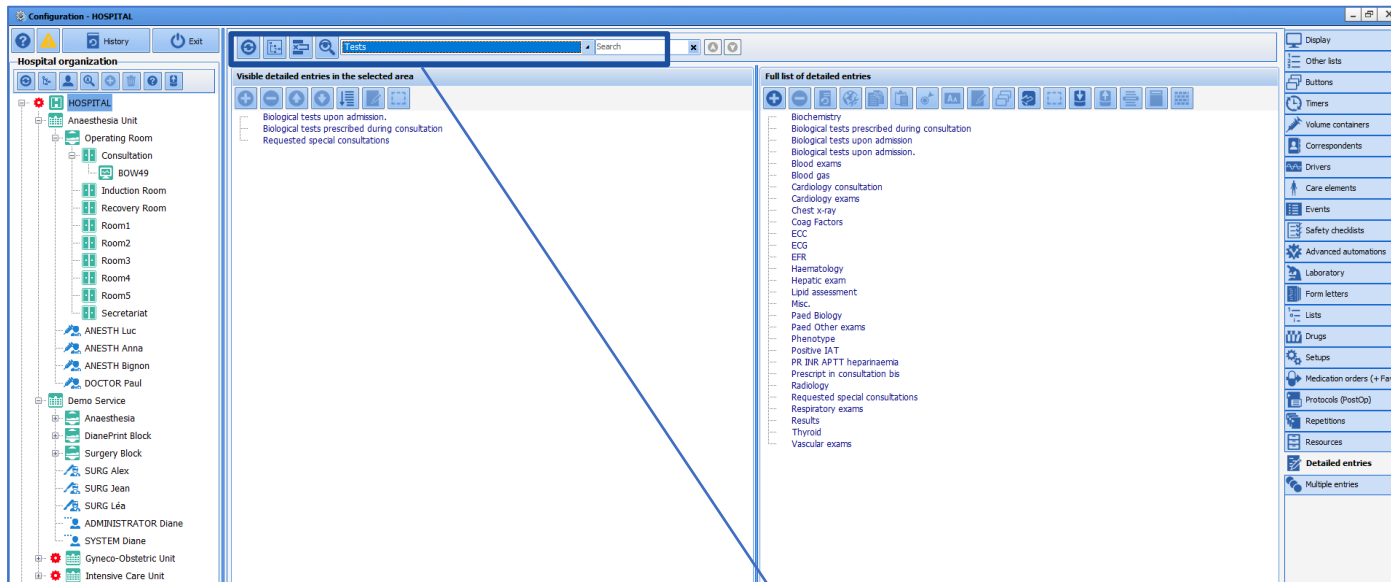 Configuration - HOSPITAL
History
Exit
Hospital organization
HOSPITAL
Anaesthesia Unit
Operating Room
Consultation
BOW49
Induction Room
Recovery Room
Room1
Room2
Room3
Room4
Room5
Secretariat
ANESTH Luc
ANESTH Anna
ANESTH Bignon
DOCTOR Paul
Demo Service
Anaesthesia
DianePrint Block
Surgery Block
SURG Alex
SURG Jean
SURG Léa
ADMINISTRATOR Diane
SYSTEM Diane
Gyneco-Obstetric Unit
Intensive Care Unit
Tests
Search
Visible detailed entries in the selected area
Biological tests upon admission.
Biological tests prescribed during consultation
Requested special consultations
Full list of detailed entries
Biochemistry
Biological tests prescribed during consultation
Biological tests upon admission
Biological tests upon admission.
Blood exams
Blood gas
Cardiology consultation
Cardiology exams
Chest x-ray
Coag Factors
ECC
ECG
EFR
Haematology
Hepatic exam
Lipid assessment
Misc.
Paed Biology
Paed Other exams
Phenotype
Positive IAT
PR INR APTT heparinaemia
Prescript in consultation bis
Radiology
Requested special consultations
Respiratory exams
Results
Thyroid
Vascular exams
Display
Other lists
Buttons
Timers
Volume containers
Correspondents
Drivers
Care elements
Events
Safety checklists
Advanced automations
Laboratory
Form letters
Lists
Drugs
Setups
Medication orders (+Fa
Protocols (PostOp)
Repetitions
Resources
Detailed entries
Multiple entries